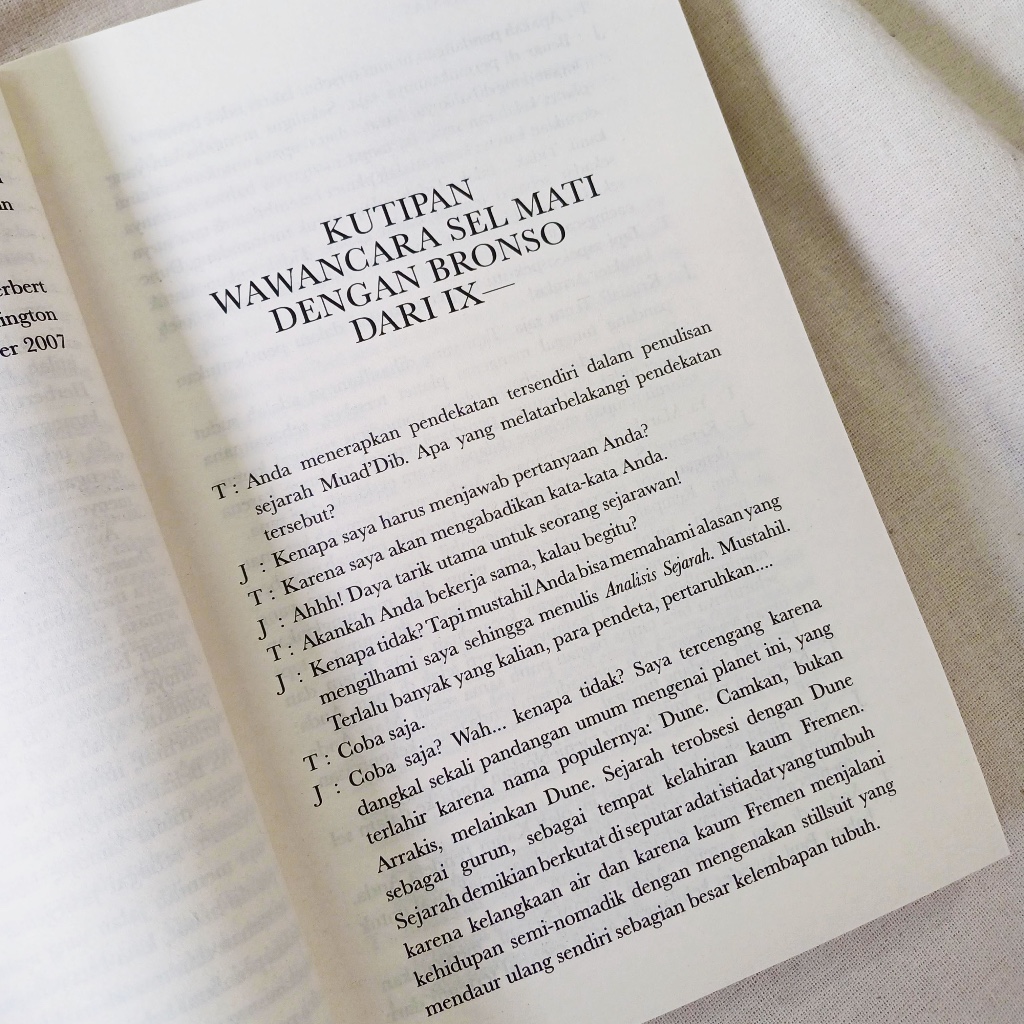 erbert
ington
er 2007
KUTIPAN
WAWANCARA SEL MATI
DENGAN BRONSO
DARI IX—
T : Anda menerapkan pendekatan tersendiri dalam penulisan
sejarah Muad’Dib. Apa yang melatarbelakangi pendekatan
tersebut?
J : Kenapa saya harus menjawab pertanyaan Anda?
T : Karena saya akan mengabadikan kata-kata Anda.
J : Ahhh! Daya tarik utama untuk seorang sejarawan!
T : Akankah Anda bekerja sama, kalau begitu?
J : Kenapa tidak? Tapi mustahil Anda bisa memahami alasan yang
mengilhami saya sehingga menulis Analisis Sejarah. Mustahil.
Terlalu banyak yang kalian, para pendeta, pertaruhkan....
T : Coba saja.
J : Coba saja? Wah... kenapa tidak? Saya tercengang karena
dangkal sekali pandangan umum mengenai planet ini, yang
terlahir karena nama populernya: Dune. Camkan, bukan
Arrakis, melainkan Dune. Sejarah terobsesi dengan Dune
sebagai gurun, sebagai tempat kelahiran kaum Fremen.
Sejarah demikian berkutat di seputar adat istiadat yang tumbuh
karena kelangkaan air dan karena kaum Fremen menjalani
kehidupan semi-nomadik dengan mengenakan stillsuit yang
mendaur ulang sendiri sebagian besar kelembapan tubuh.